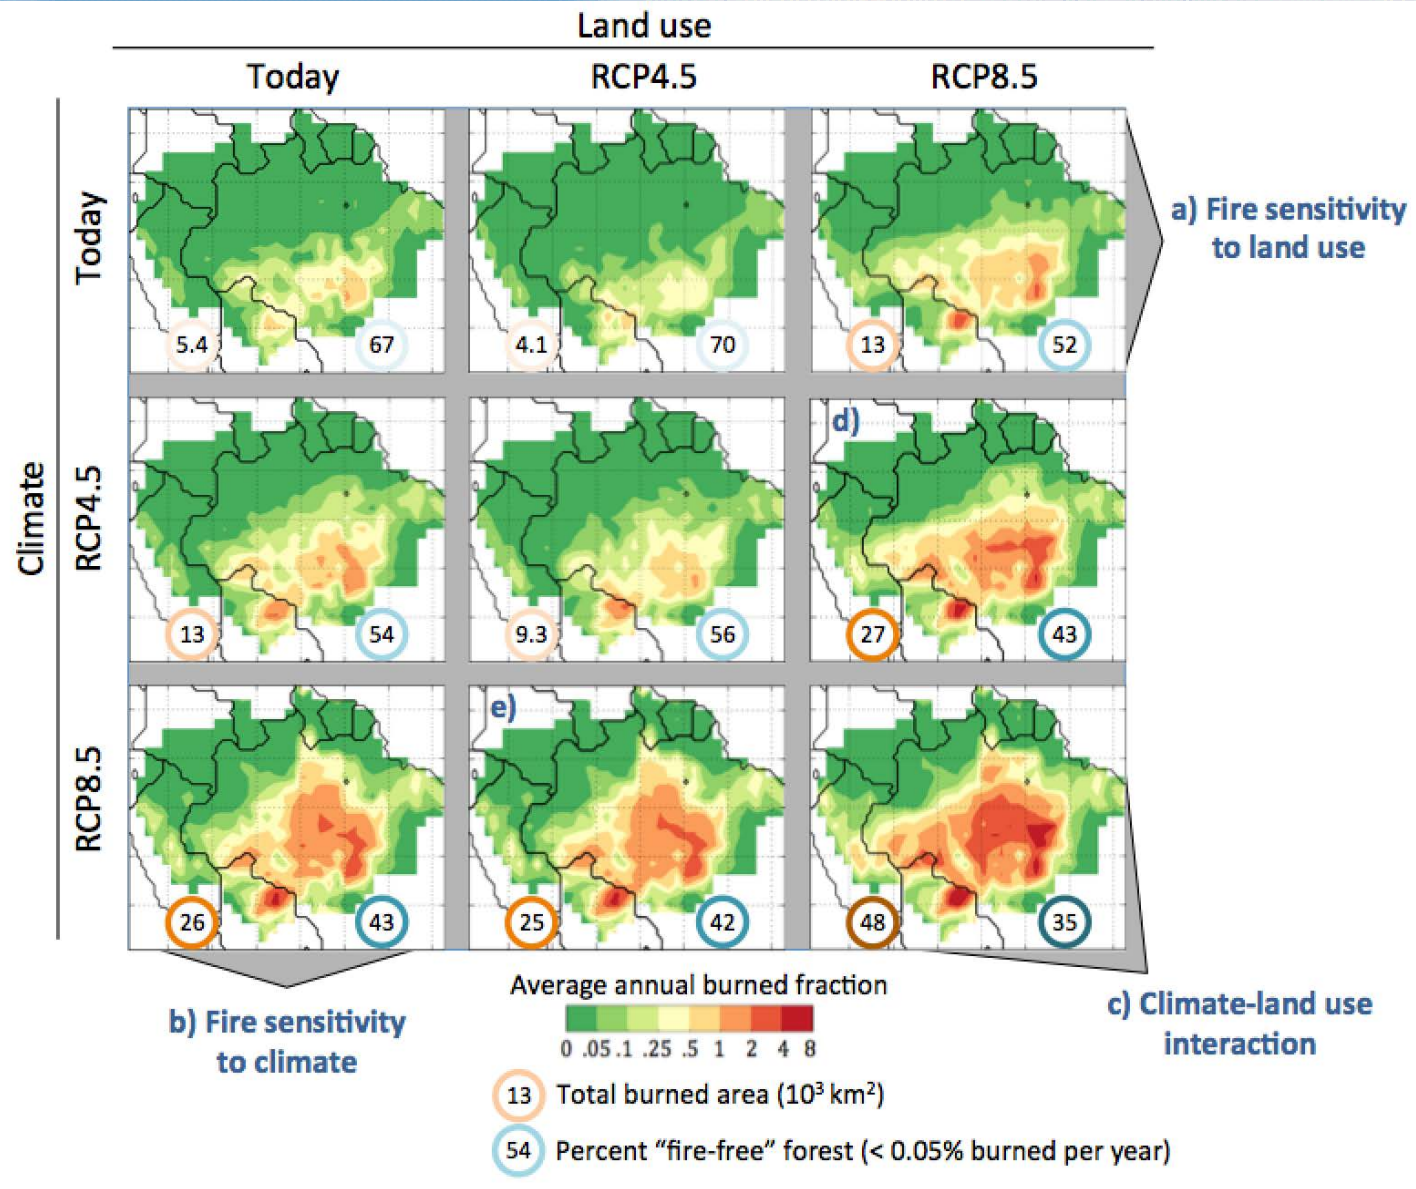 Land use
Today RCP4.5 RCP8.5
Climate
Today
5.4 67 4.1 70 13 52
a) Fire sensitivity
to land use
RCP4.5
d)
13 54 9.3 56 27 43
RCP8.5
e)
26 43 25 42 48 35
b) Fire sensitivity
to climate
c) Climate-land use
interaction
Average annual burned fraction
0 .05 .1 .25 .5 1 2 4 8
13 Total burned area (10³ km²)
54 Percent “fire-free” forest (< 0.05% burned per year)